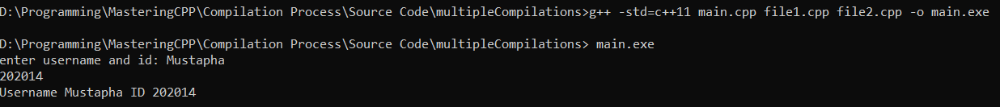 D:\Programming\MasteringCPP\Compilation Process\Source Code\multipleCompilations>g++ -std=c++11 main.cpp file1.cpp file2.cpp -o main.exe
D:\Programming\MasteringCPP\Compilation Process\Source Code\multipleCompilations> main.exe
enter username and id: Mustapha
202014
Username Mustapha ID 202014